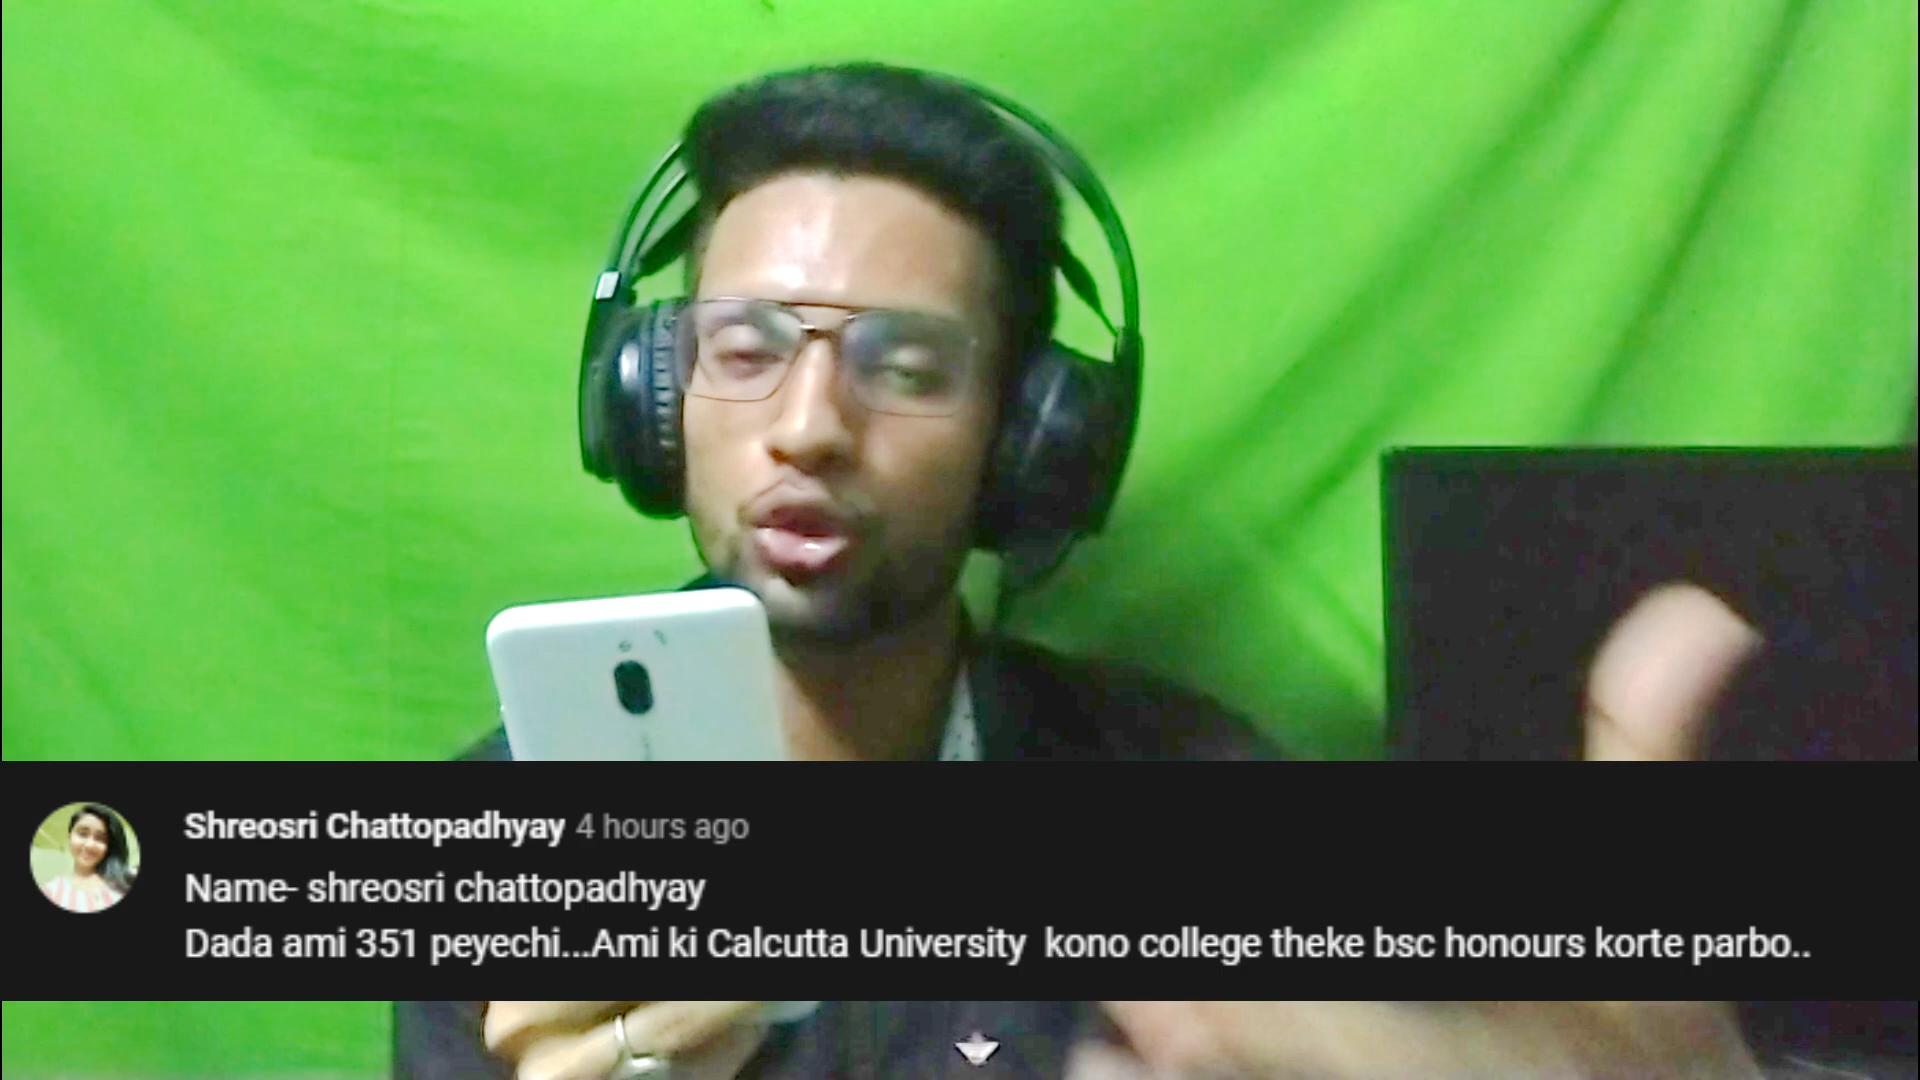 Shreosri Chattopadhyay 4 hours ago
Name- shreosri chattopadhyay
Dada ami 351 peyechi...Ami ki Calcutta University kono college theke bsc honours korte parbo..